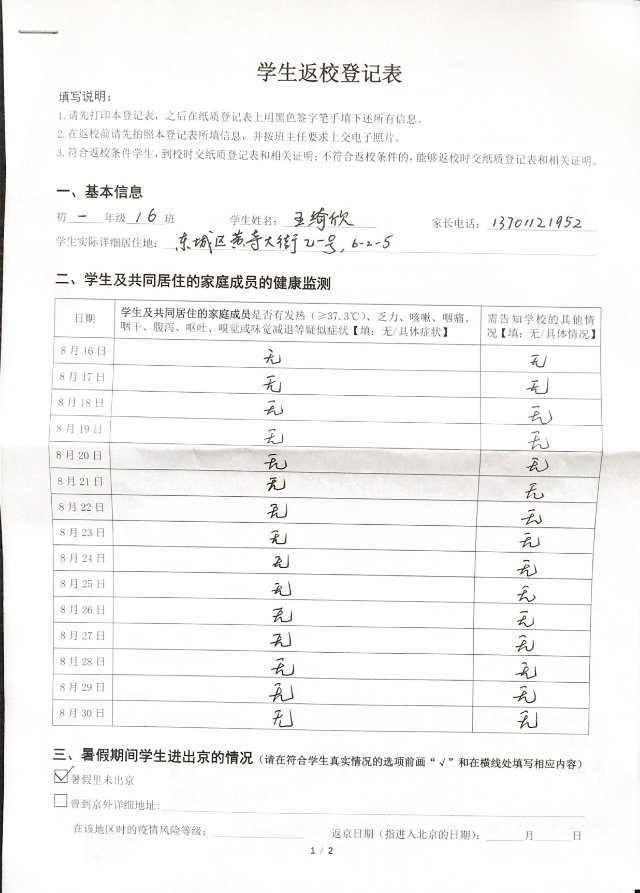 学生返校登记表
填写说明：
1.请先打印本登记表，之后在纸质登记表上用黑色签字笔手填下述所有信息。
2.在返校前请先拍照本登记表所填信息，并按班主任要求上交电子照片。
3.符合返校条件学生，到校时交纸质登记表和相关证明；不符合返校条件的，能够返校时交纸质登记表和相关证明。
一、基本信息
初 一 年级 16 班 学生姓名：王绮欣 家长电话：13701121952
学生实际详细居住地：东城区黄寺大街21号，6-2-5
二、学生及共同居住的家庭成员的健康监测
日期 学生及共同居住的家庭成员是否有发热（≥37.3℃）、乏力、咳嗽、咽痛、 需告知学校的其他情
咽干、腹泻、呕吐、嗅觉或味觉减退等疑似症状【填：无/具体症状】 况【填：无/具体情况】
8月16日 无 无
8月17日 无 无
8月18日 无 无
8月19日 无 无
8月20日 无 无
8月21日 无 无
8月22日 无 无
8月23日 无 无
8月24日 无 无
8月25日 无 无
8月26日 无 无
8月27日 无 无
8月28日 无 无
8月29日 无 无
8月30日 无 无
三、暑假期间学生进出京的情况（请在符合学生真实情况的选项前画“√”和在横线处填写相应内容）
☑暑假里未出京
□曾到京外详细地址：
在该地区时的疫情风险等级： 返京日期（指进入北京的日期）： 月 日
1 / 2